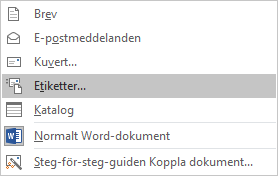 Brev
E-postmeddelanden
Kuvert...
Etiketter...
Katalog
Normalt Word-dokument
Steg-för-steg-guiden Koppla dokument...